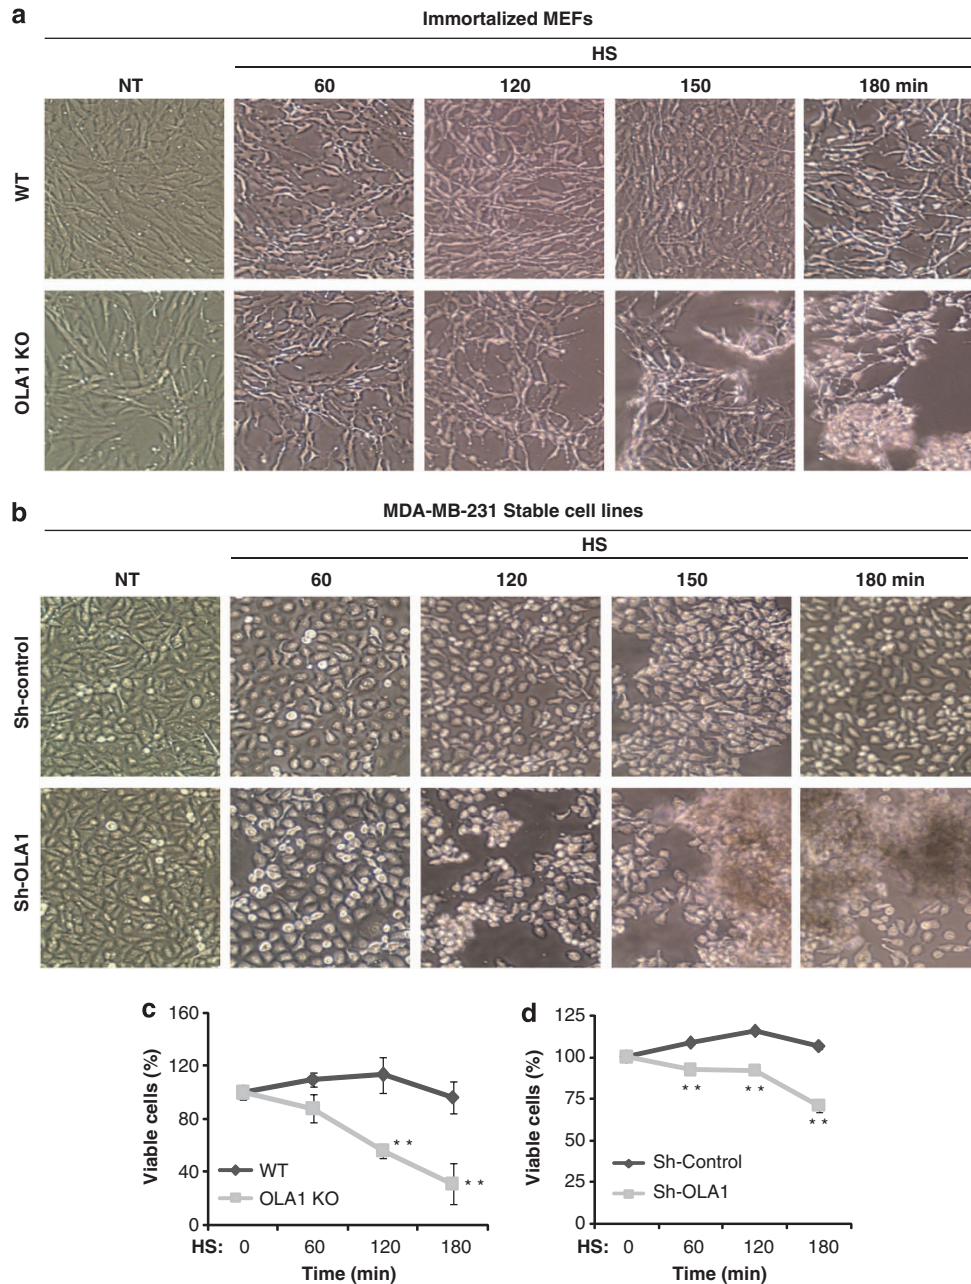 a
Immortalized MEFs
HS
NT 60 120 150 180 min
WT
OLA1 KO
b
MDA-MB-231 Stable cell lines
HS
NT 60 120 150 180 min
Sh-control
Sh-OLA1
c
Viable cells (%)
160
120
80
40
0
* *
* *
WT
OLA1 KO
HS: 0 60 120 180
Time (min)
d
Viable cells (%)
125
100
75
50
25
0
* * * *
* *
Sh-Control
Sh-OLA1
HS: 0 60 120 180
Time (min)